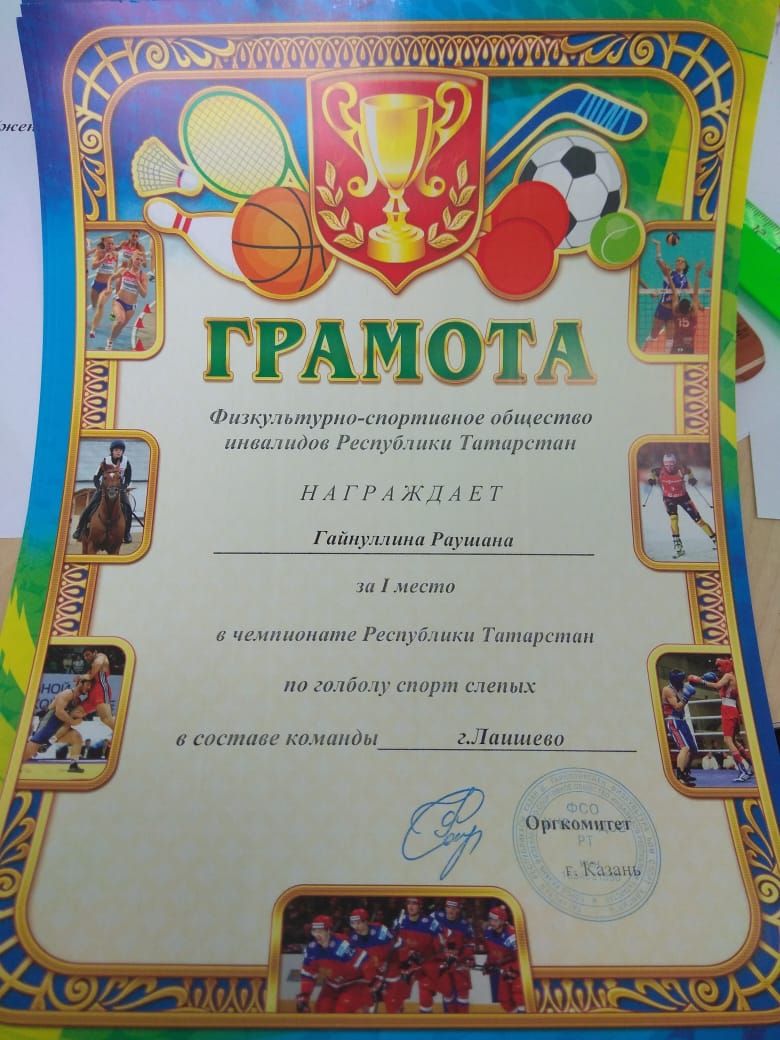 ГРАМОТА
Физкультурно-спортивное общество
инвалидов Республики Татарстан
НАГРАЖДАЕТ
Гайнуллина Раушана
за I место
в чемпионате Республики Татарстан
по голболу спорт слепых
в составе команды г.Лаишево
ФСО
Оргкомитет
РТ
г. Казань
15